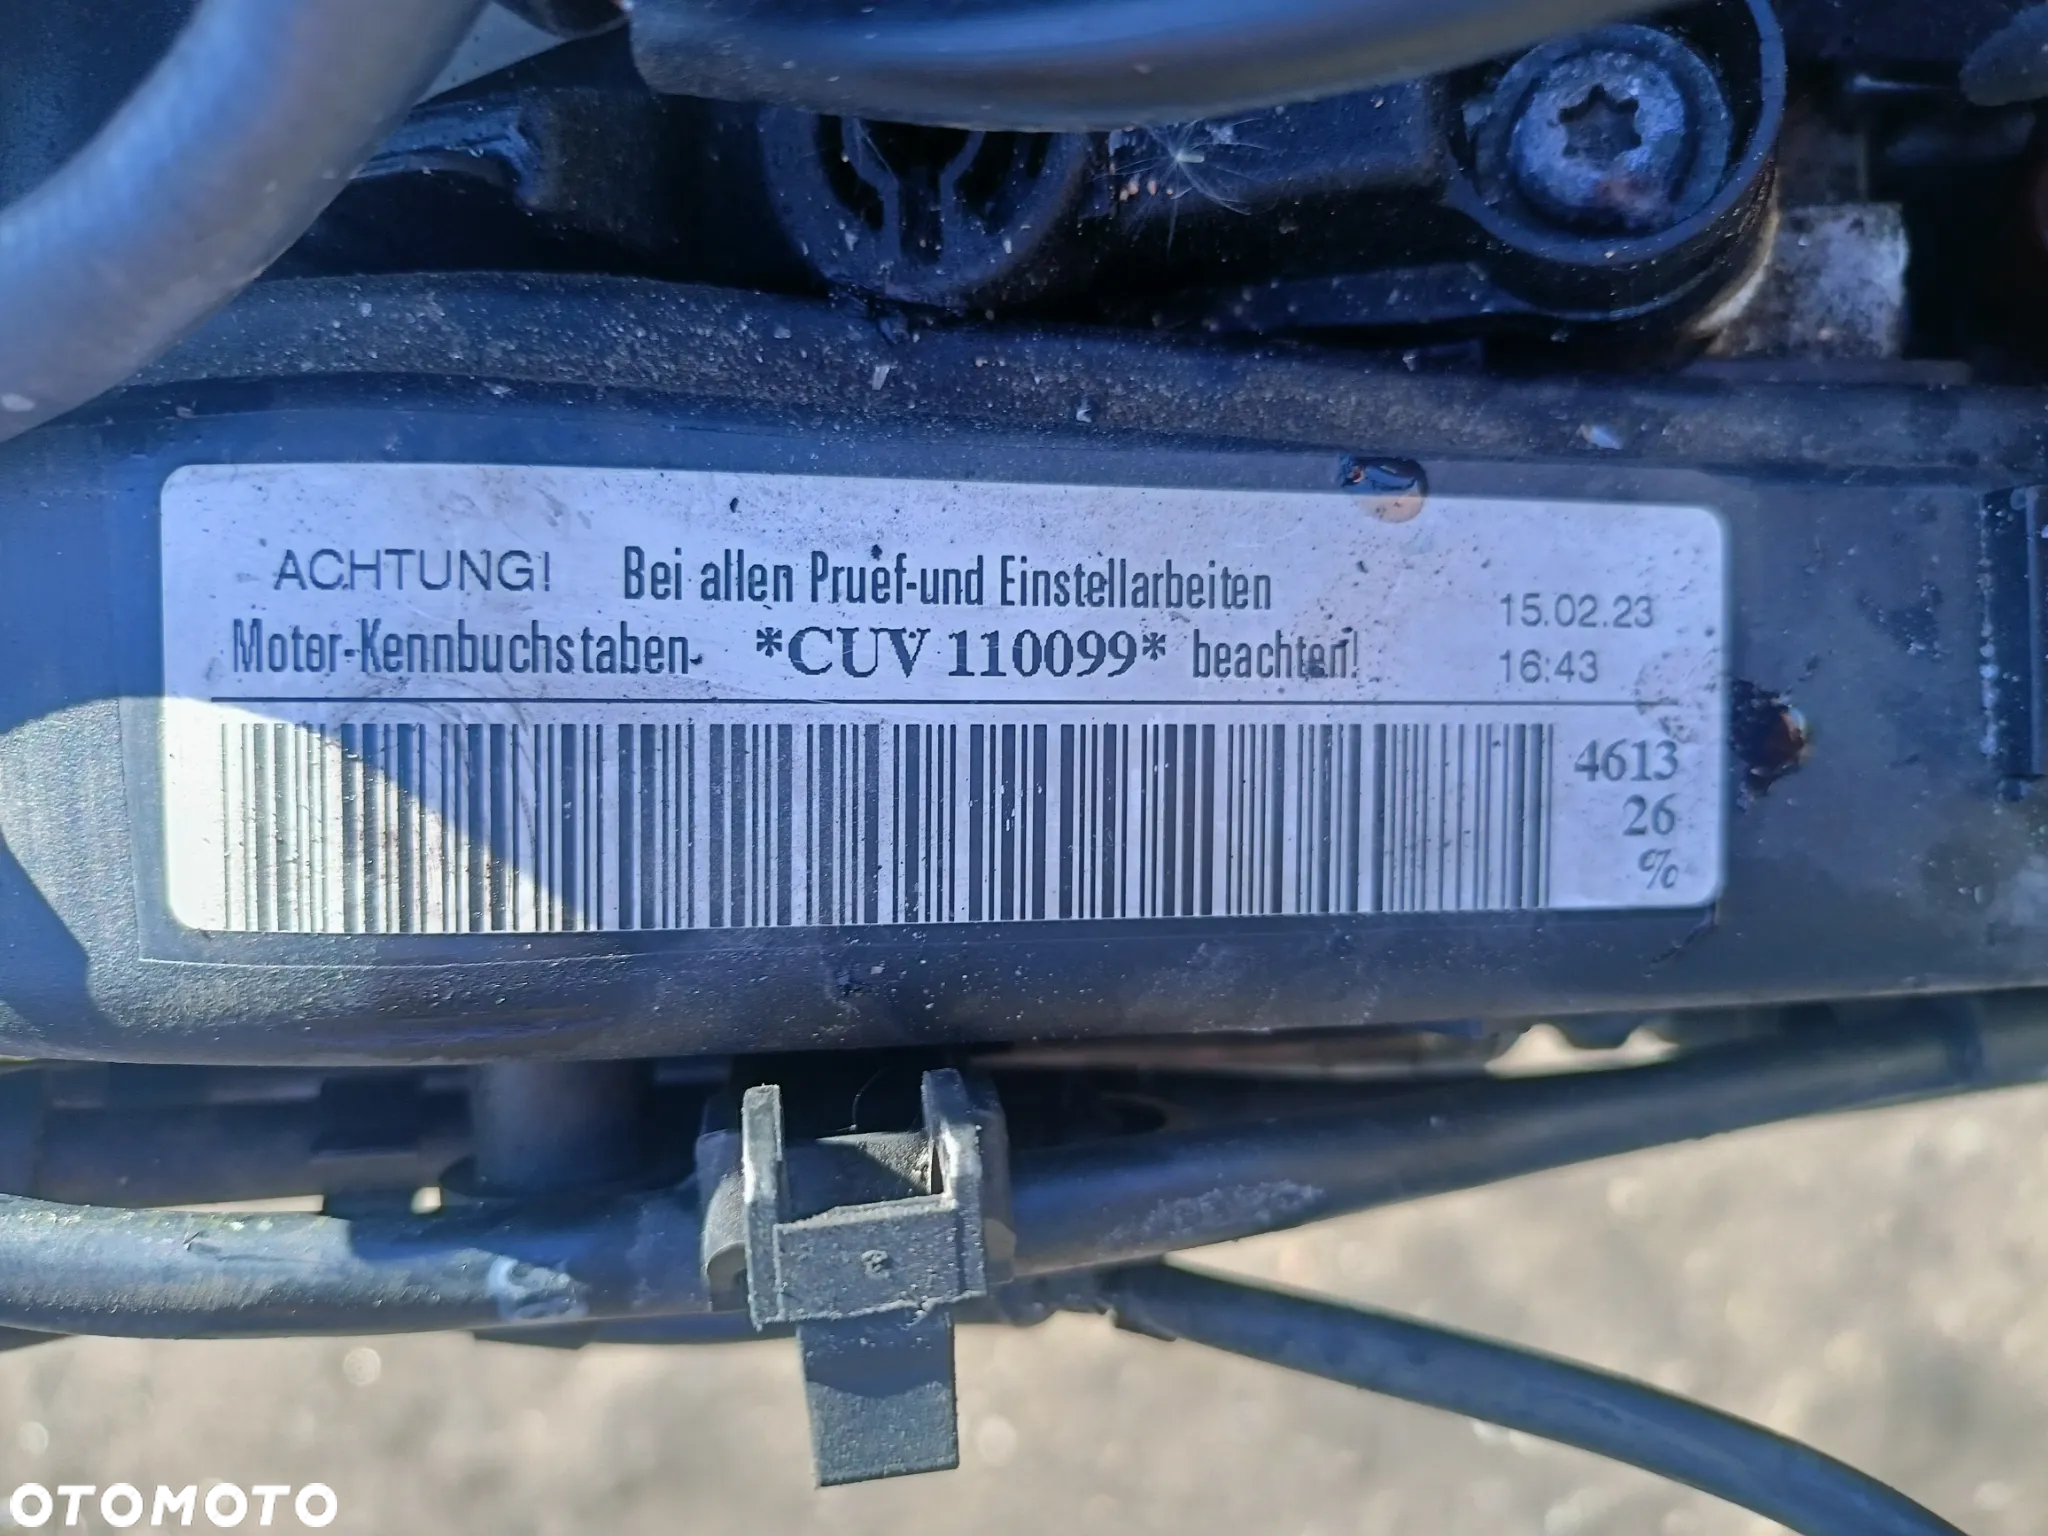 ACHTUNG! Bei allen Pruef-und Einstellarbeiten
Motor-Kennbuchstaben *CUV 110099* beachten!
15.02.23
16:43
4613
26
%
OTOMOTO